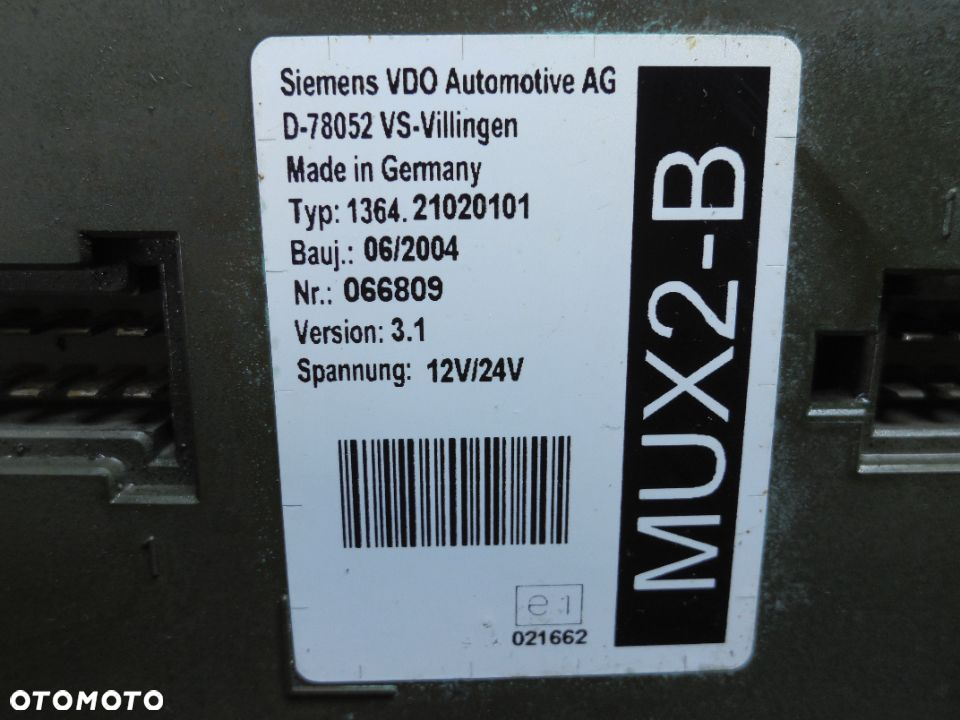 Siemens VDO Automotive AG
D-78052 VS-Villingen
Made in Germany
Typ: 1364.21020101
Bauj.: 06/2004
Nr.: 066809
Version: 3.1
Spannung: 12V/24V
MUX2-B
e1
021662
1
1
OTOMOTO